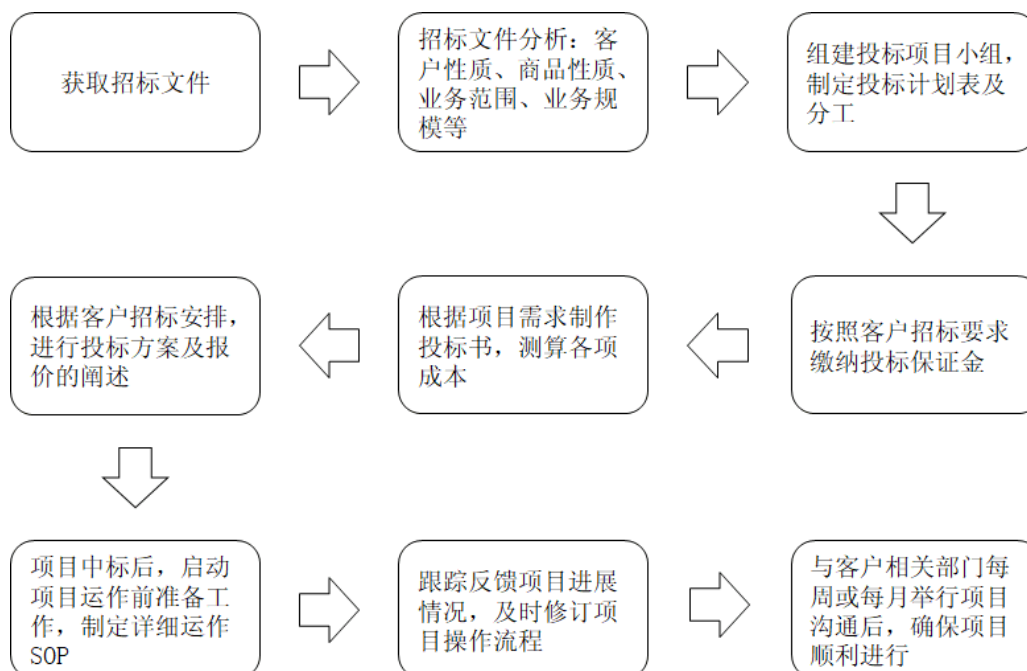 获取招标文件
招标文件分析：客
户性质、商品性质、
业务范围、业务规
模等
组建投标项目小组，
制定投标计划表及
分工
按照客户招标要求
缴纳投标保证金
根据项目需求制作
投标书，测算各项
成本
根据客户招标安排，
进行投标方案及报
价的阐述
项目中标后，启动
项目运作前准备工
作，制定详细运作
SOP
跟踪反馈项目进展
情况，及时修订项
目操作流程
与客户相关部门每
周或每月举行项目
沟通后，确保项目
顺利进行